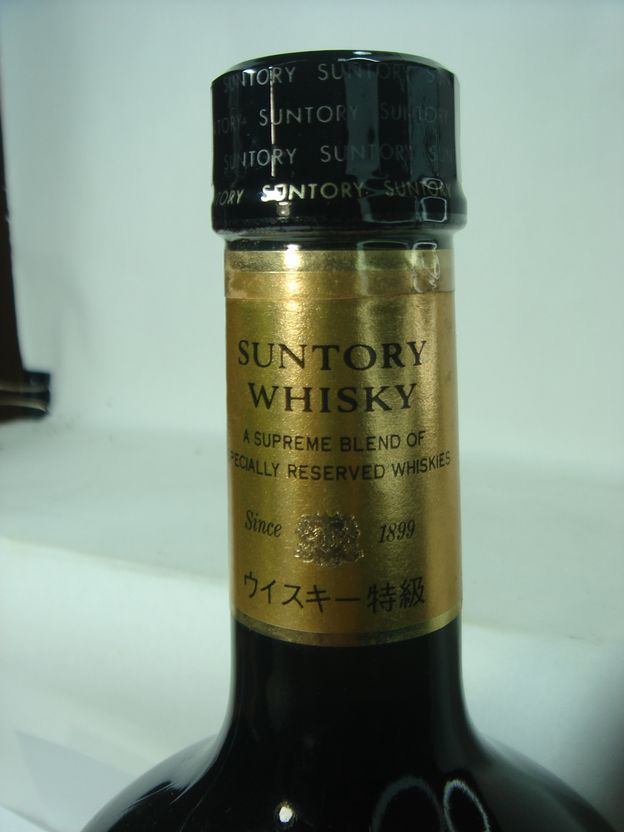 SUNTORY SUNTORY
SUNTORY SUNTORY
SUNTORY SUNTORY
SUNTORY SUNTORY
SUNTORY
WHISKY
A SUPREME BLEND OF
PECIALLY RESERVED WHISKIES
Since 1899
ウイスキー特級